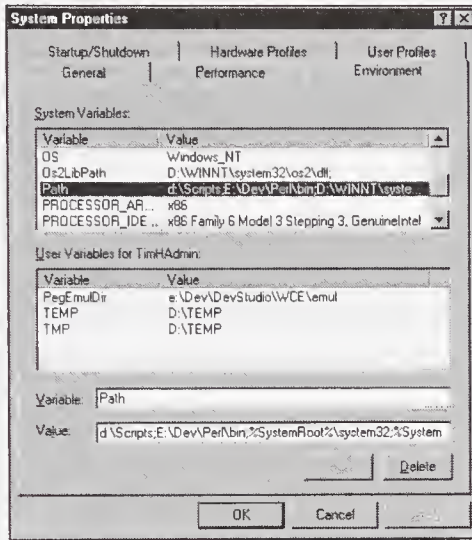 System Properties
Startup/Shutdown Hardware Profiles User Profiles
General Performance Environment
System Variables:
Variable Value
OS Windows_NT
Os2LibPath D:\WINNT\system32\os2\dll;
Path d:\Scripts;E:\Dev\Perl\bin;D:\WINNT\syste...
PROCESSOR_AR... x86
PROCESSOR_IDE... x86 Family 6 Model 3 Stepping 3, GenuineIntel
User Variables for TimHAdmin:
Variable Value
PegEmulDir e:\Dev\DevStudio\WCE\emul
TEMP D:\TEMP
TMP D:\TEMP
Variable: Path
Value: d:\Scripts;E:\Dev\Perl\bin;%SystemRoot%\system32;%System
Delete
OK Cancel